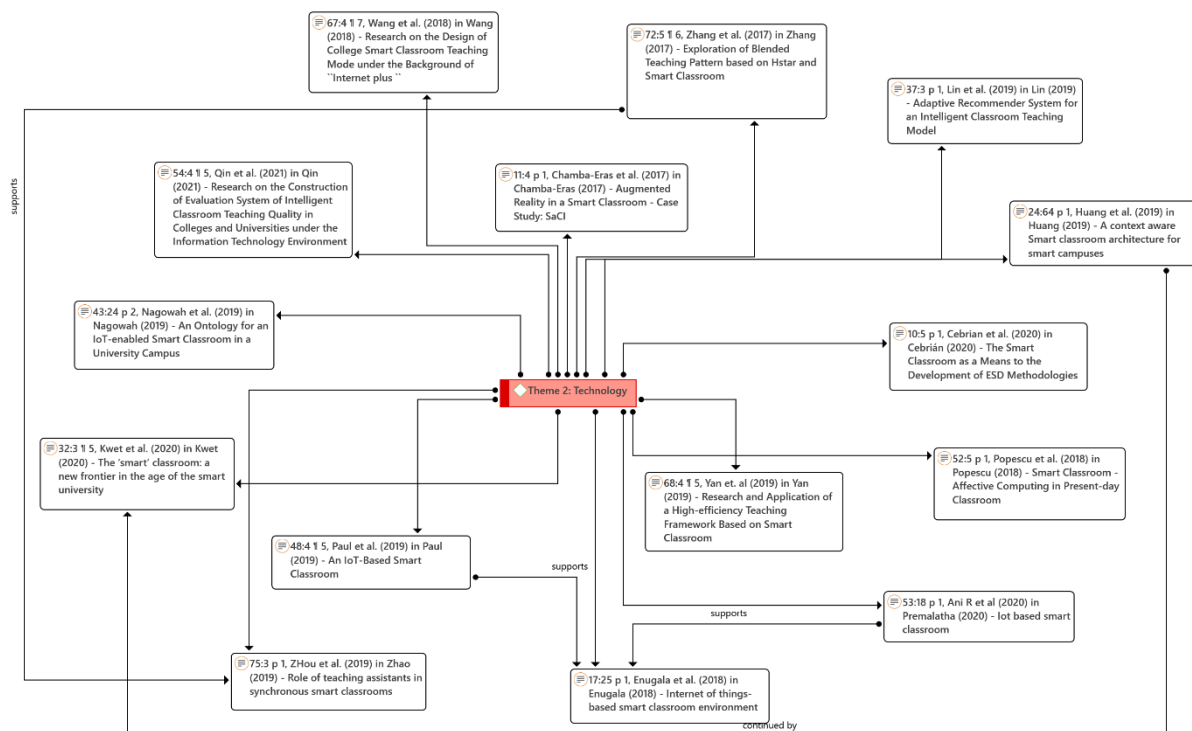 67:4 ¶ 7, Wang et al. (2018) in Wang
(2018) - Research on the Design of
College Smart Classroom Teaching
Mode under the Background of
``Internet plus ``
72:5 ¶ 6, Zhang et al. (2017) in Zhang
(2017) - Exploration of Blended
Teaching Pattern based on Hstar and
Smart Classroom
37:3 p 1, Lin et al. (2019) in Lin (2019)
- Adaptive Recommender System for
an Intelligent Classroom Teaching
Model
supports
54:4 ¶ 5, Qin et al. (2021) in Qin
(2021) - Research on the Construction
of Evaluation System of Intelligent
Classroom Teaching Quality in
Colleges and Universities under the
Information Technology Environment
11:4 p 1, Chamba-Eras et al. (2017) in
Chamba-Eras (2017) - Augmented
Reality in a Smart Classroom - Case
Study: SaCI
24:64 p 1, Huang et al. (2019) in
Huang (2019) - A context aware
Smart classroom architecture for
smart campuses
43:24 p 2, Nagowah et al. (2019) in
Nagowah (2019) - An Ontology for an
IoT-enabled Smart Classroom in a
University Campus
10:5 p 1, Cebrian et al. (2020) in
Cebrián (2020) - The Smart
Classroom as a Means to the
Development of ESD Methodologies
Theme 2: Technology
32:3 ¶ 5, Kwet et al. (2020) in Kwet
(2020) - The 'smart' classroom: a
new frontier in the age of the smart
university
52:5 p 1, Popescu et al. (2018) in
Popescu (2018) - Smart Classroom -
Affective Computing in Present-day
Classroom
68:4 ¶ 5, Yan et. al (2019) in Yan
(2019) - Research and Application of
a High-efficiency Teaching
Framework Based on Smart
Classroom
48:4 ¶ 5, Paul et al. (2019) in Paul
(2019) - An IoT-Based Smart
Classroom
supports
53:18 p 1, Ani R et al (2020) in
Premalatha (2020) - Iot based smart
classroom
supports
75:3 p 1, ZHou et al. (2019) in Zhao
(2019) - Role of teaching assistants in
synchronous smart classrooms
17:25 p 1, Enugala et al. (2018) in
Enugala (2018) - Internet of things-
based smart classroom environment
continued by